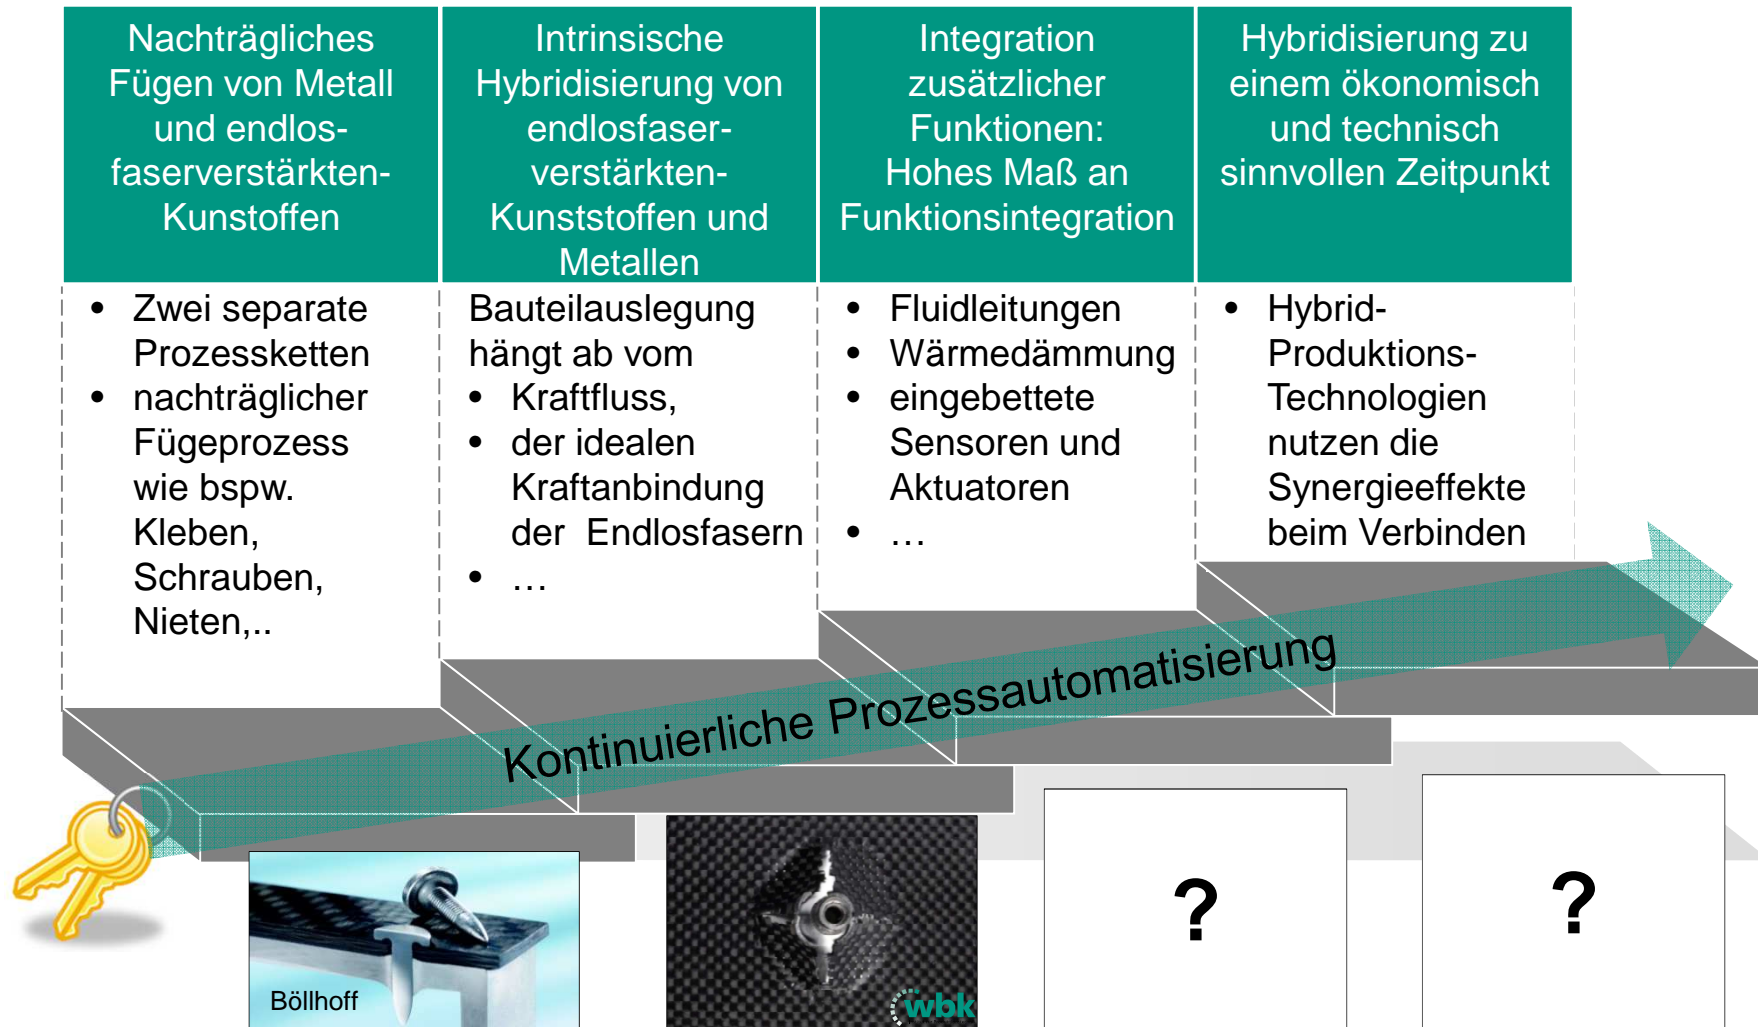 Nachträgliches
Fügen von Metall
und endlos-
faserverstärkten-
Kunstoffen
Intrinsische
Hybridisierung von
endlosfaser-
verstärkten-
Kunststoffen und
Metallen
Integration
zusätzlicher
Funktionen:
Hohes Maß an
Funktionsintegration
Hybridisierung zu
einem ökonomisch
und technisch
sinnvollen Zeitpunkt
• Zwei separate
Prozessketten
• nachträglicher
Fügeprozess
wie bspw.
Kleben,
Schrauben,
Nieten,..
Bauteilauslegung
hängt ab vom
• Kraftfluss,
• der idealen
Kraftanbindung
der Endlosfasern
• …
• Fluidleitungen
• Wärmedämmung
• eingebettete
Sensoren und
Aktuatoren
• …
• Hybrid-
Produktions-
Technologien
nutzen die
Synergieeffekte
beim Verbinden
Kontinuierliche Prozessautomatisierung
Böllhoff
wbk
?
?